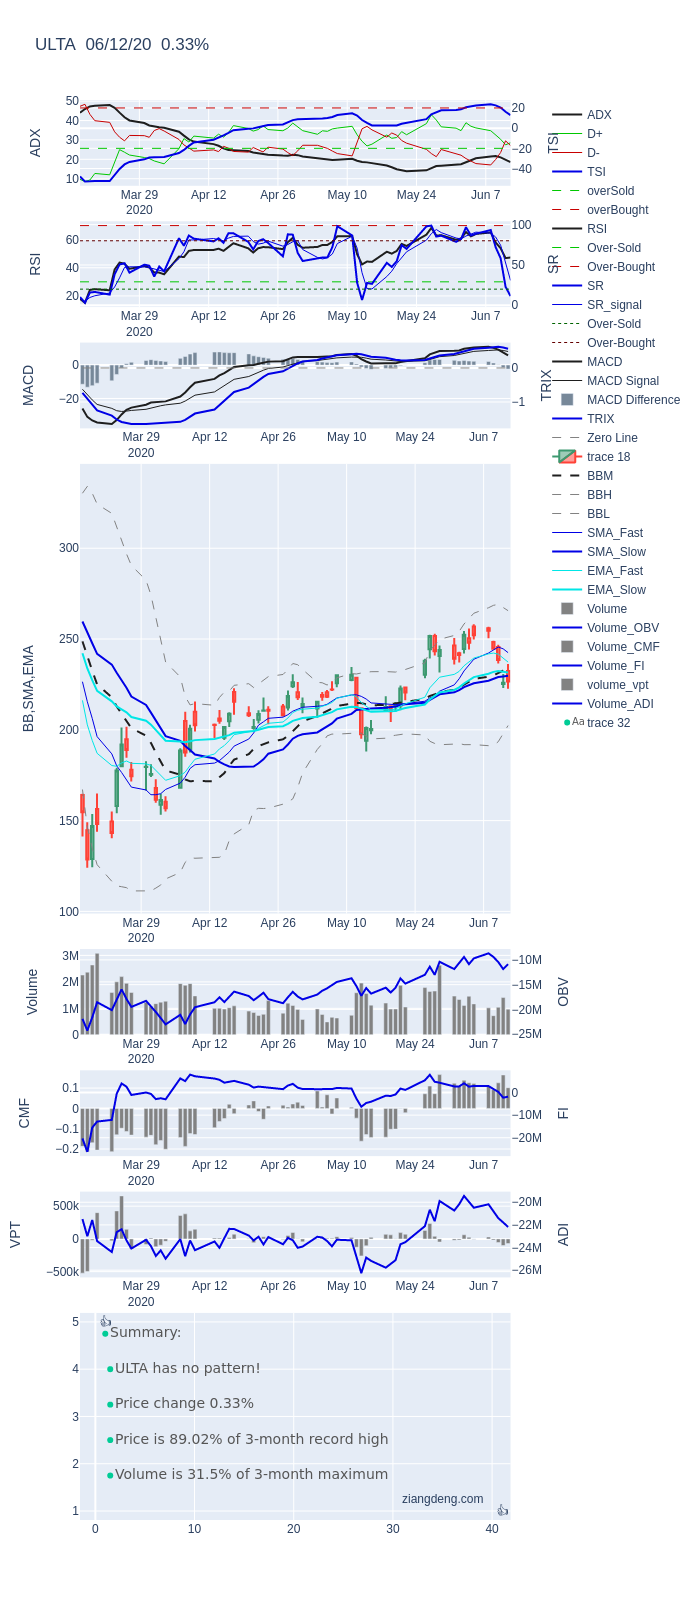 ULTA  06/12/20  0.33%
50
40
30
20
10
ADX
20
0
−20
−40
TSI
Mar 29
2020
Apr 12
Apr 26
May 10
May 24
Jun 7
60
40
20
RSI
100
50
0
SR
Mar 29
2020
Apr 12
Apr 26
May 10
May 24
Jun 7
0
−20
MACD
0
−1
TRIX
Mar 29
2020
Apr 12
Apr 26
May 10
May 24
Jun 7
300
250
200
150
100
BB,SMA,EMA
Mar 29
2020
Apr 12
Apr 26
May 10
May 24
Jun 7
3M
2M
1M
0
Volume
−10M
−15M
−20M
−25M
OBV
Mar 29
2020
Apr 12
Apr 26
May 10
May 24
Jun 7
0.1
0
−0.1
−0.2
CMF
0
−10M
−20M
FI
Mar 29
2020
Apr 12
Apr 26
May 10
May 24
Jun 7
500k
0
−500k
VPT
−20M
−22M
−24M
−26M
ADI
Mar 29
2020
Apr 12
Apr 26
May 10
May 24
Jun 7
5
4
3
2
1
Summary:
ULTA has no pattern!
Price change 0.33%
Price is 89.02% of 3-month record high
Volume is 31.5% of 3-month maximum
ziangdeng.com
0
10
20
30
40
ADX
D+
D-
TSI
overSold
overBought
RSI
Over-Sold
Over-Bought
SR
SR_signal
Over-Sold
Over-Bought
MACD
MACD Signal
MACD Difference
TRIX
Zero Line
trace 18
BBM
BBH
BBL
SMA_Fast
SMA_Slow
EMA_Fast
EMA_Slow
Volume
Volume_OBV
Volume_CMF
Volume_FI
volume_vpt
Volume_ADI
Aa trace 32